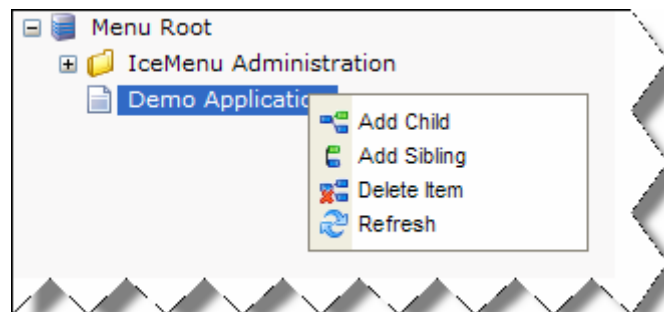 Menu Root
IceMenu Administration
Demo Applicatio
Add Child
Add Sibling
Delete Item
Refresh